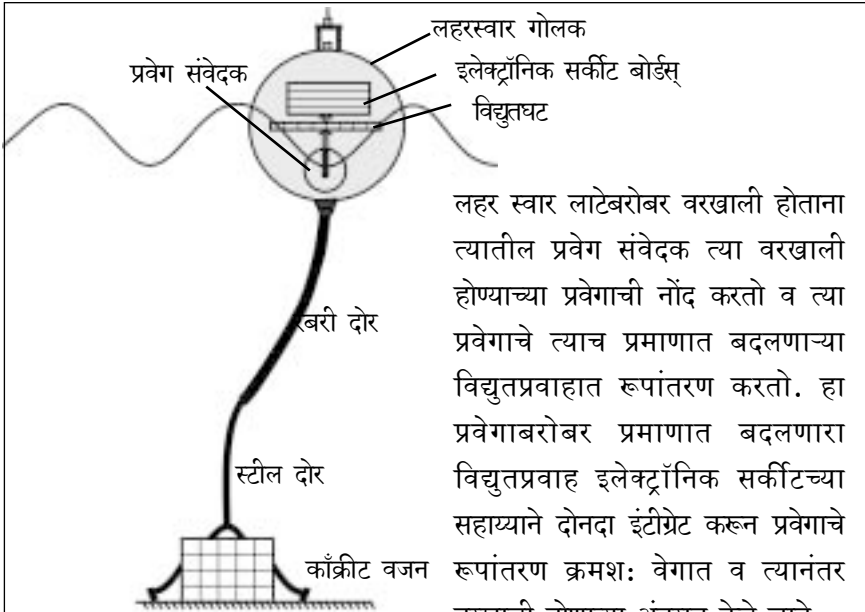 लहरस्वार गोलक
प्रवेग संवेदक
इलेक्ट्रॉनिक सर्कीट बोर्डस्
विद्युतघट
रबरी दोर
स्टील दोर
काँक्रीट वजन
लहर स्वार लाटेबरोबर वरखाली होताना
त्यातील प्रवेग संवेदक त्या वरखाली
होण्याच्या प्रवेगाची नोंद करतो व त्या
प्रवेगाचे त्याच प्रमाणात बदलणाऱ्या
विद्युतप्रवाहात रूपांतरण करतो. हा
प्रवेगाबरोबर प्रमाणात बदलणारा
विद्युतप्रवाह इलेक्ट्रॉनिक सर्कीटच्या
सहाय्याने दोनदा इंटीग्रेट करून प्रवेगाचे
रूपांतरण क्रमश: वेगात व त्यानंतर